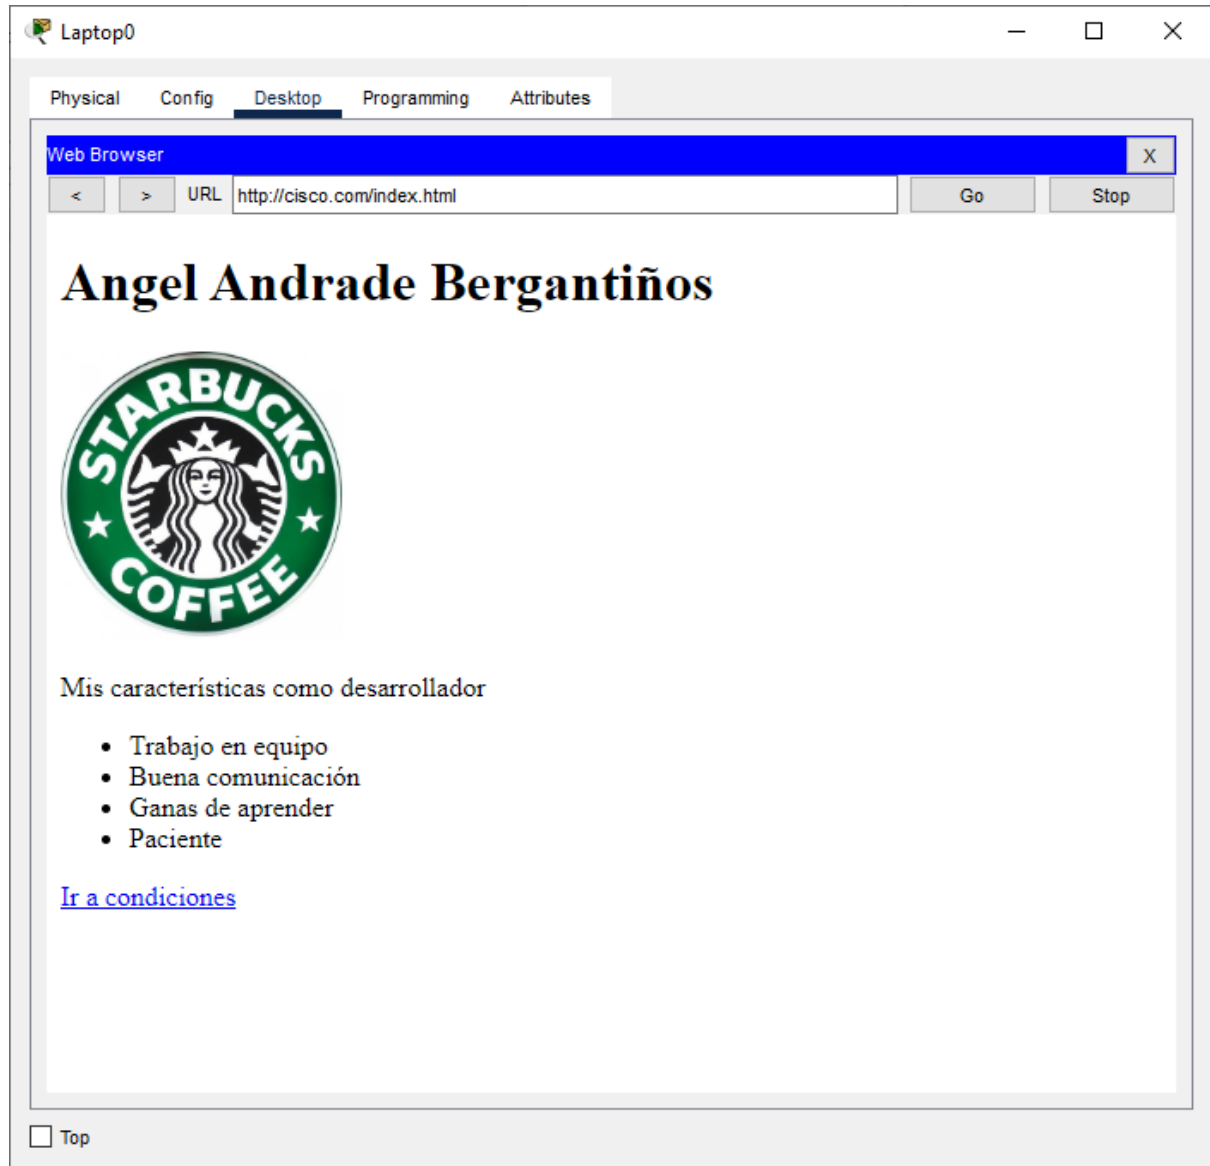 Laptop0
Physical Config Desktop Programming Attributes
Web Browser X
< > URL http://cisco.com/index.html Go Stop
Angel Andrade Bergantiños
STARBUCKS
COFFEE
Mis características como desarrollador
Trabajo en equipo
Buena comunicación
Ganas de aprender
Paciente
Ir a condiciones
Top